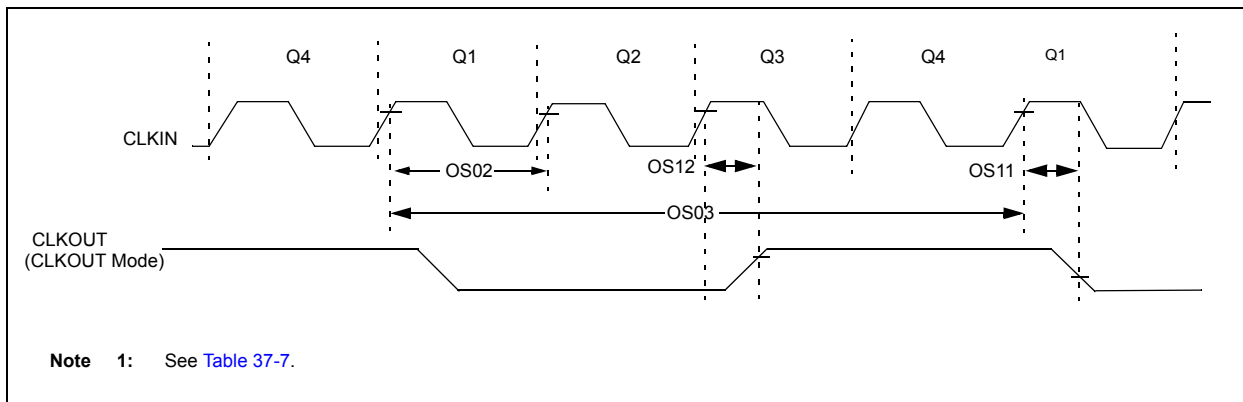 Q4 Q1 Q2 Q3 Q4 Q1
CLKIN
OS02
OS12
OS11
OS03
CLKOUT
(CLKOUT Mode)
Note 1: See Table 37-7.